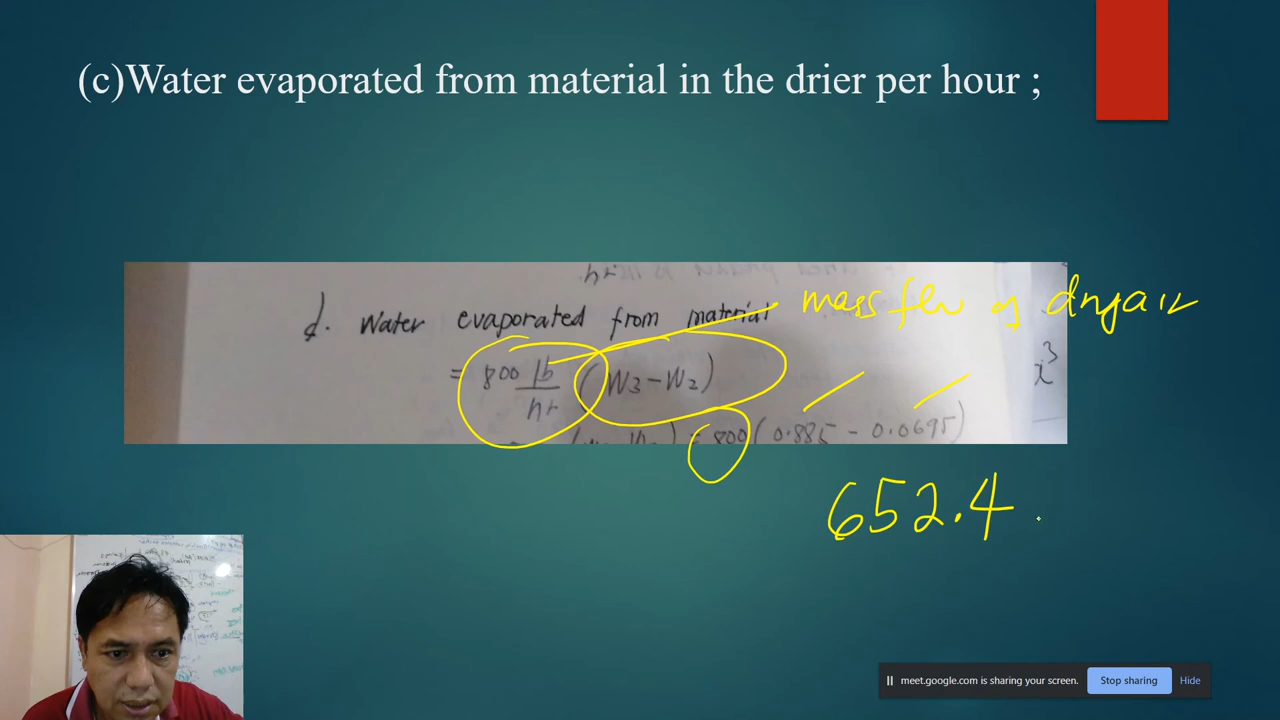 (c)Water evaporated from material in the drier per hour ;
hr
mass flow of dry air
d. Water evaporated from material
= 800 lb/hr (W3-W2)
x³
800(0.885 - 0.0695)
652.4
meet.google.com is sharing your screen.
Stop sharing
Hide